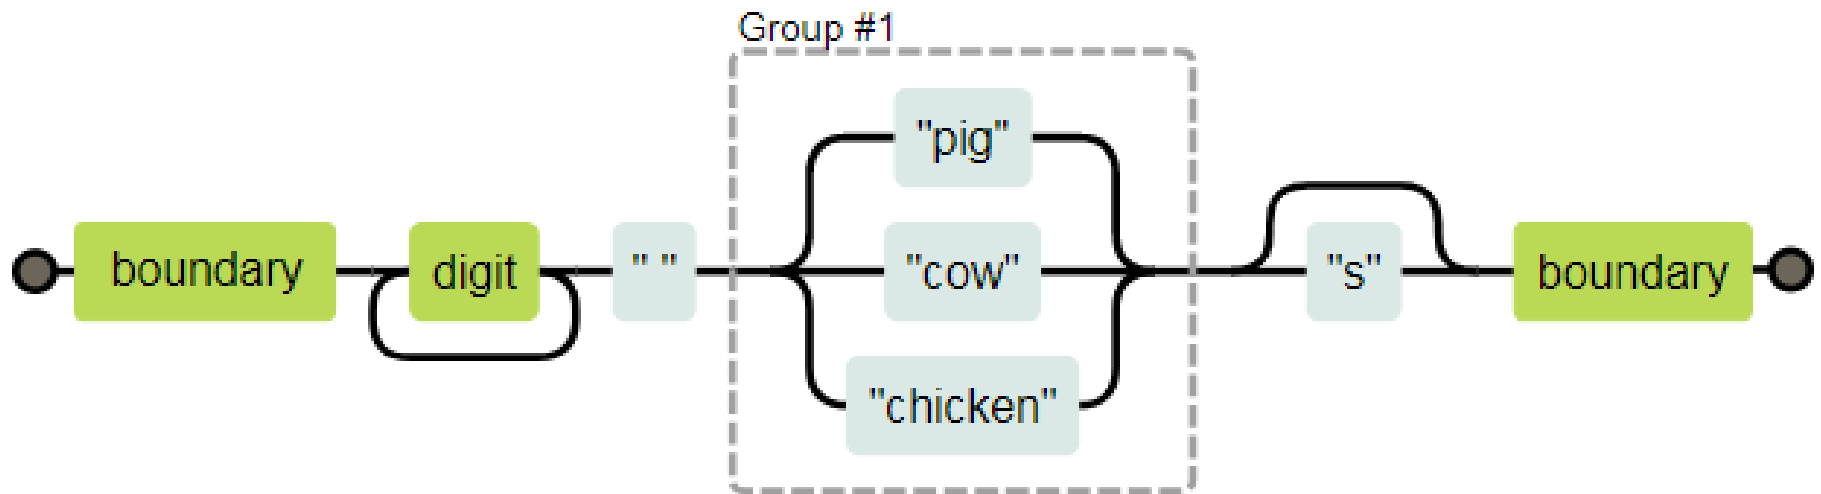 Group #1
"pig"
boundary digit " " "cow" "s" boundary
"chicken"